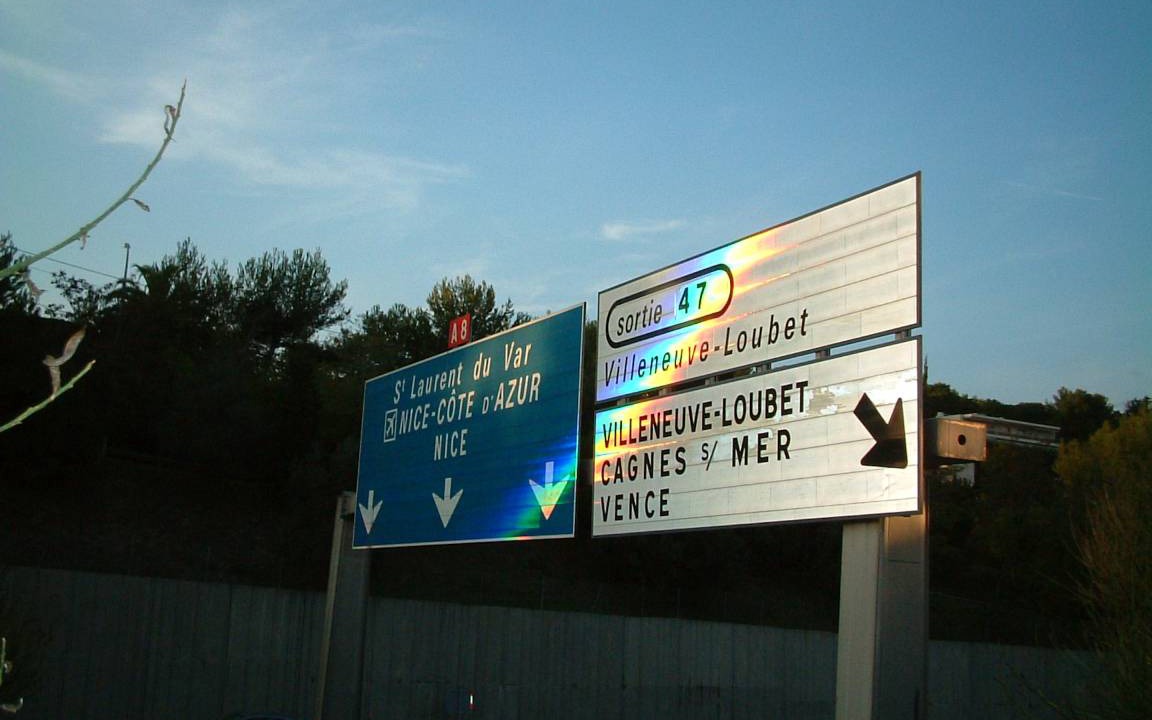 A8
St Laurent du Var
NICE-CÔTE D'AZUR
NICE
sortie 47
Villeneuve-Loubet
VILLENEUVE-LOUBET
CAGNES S/ MER
VENCE